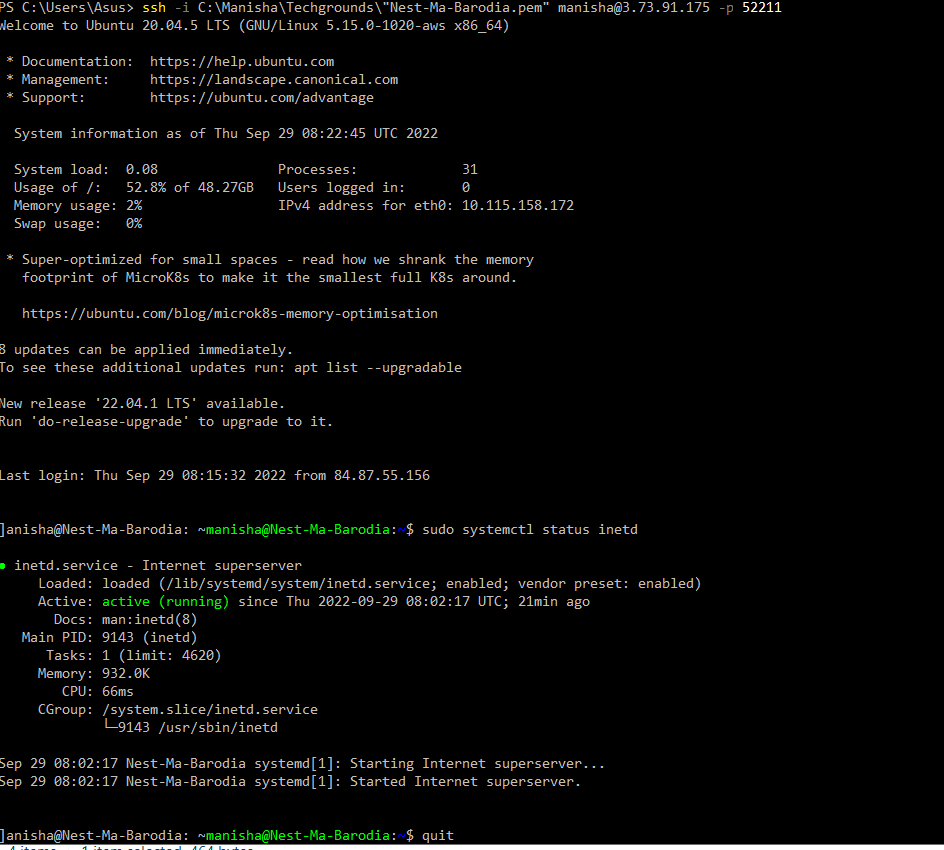 PS C:\Users\Asus> ssh -i C:\Manisha\Techgrounds\"Nest-Ma-Barodia.pem" manisha@3.73.91.175 -p 52211
Welcome to Ubuntu 20.04.5 LTS (GNU/Linux 5.15.0-1020-aws x86_64)
* Documentation:  https://help.ubuntu.com
* Management:     https://landscape.canonical.com
* Support:        https://ubuntu.com/advantage
System information as of Thu Sep 29 08:22:45 UTC 2022
System load:  0.08               Processes:             31
Usage of /:   52.8% of 48.27GB   Users logged in:       0
Memory usage: 2%                 IPv4 address for eth0: 10.115.158.172
Swap usage:   0%
* Super-optimized for small spaces - read how we shrank the memory
footprint of MicroK8s to make it the smallest full K8s around.
https://ubuntu.com/blog/microk8s-memory-optimisation
8 updates can be applied immediately.
To see these additional updates run: apt list --upgradable
New release '22.04.1 LTS' available.
Run 'do-release-upgrade' to upgrade to it.
Last login: Thu Sep 29 08:15:32 2022 from 84.87.55.156
]anisha@Nest-Ma-Barodia: ~manisha@Nest-Ma-Barodia:~$ sudo systemctl status inetd
● inetd.service - Internet superserver
Loaded: loaded (/lib/systemd/system/inetd.service; enabled; vendor preset: enabled)
Active: active (running) since Thu 2022-09-29 08:02:17 UTC; 21min ago
Docs: man:inetd(8)
Main PID: 9143 (inetd)
Tasks: 1 (limit: 4620)
Memory: 932.0K
CPU: 66ms
CGroup: /system.slice/inetd.service
└─9143 /usr/sbin/inetd
Sep 29 08:02:17 Nest-Ma-Barodia systemd[1]: Starting Internet superserver...
Sep 29 08:02:17 Nest-Ma-Barodia systemd[1]: Started Internet superserver.
]anisha@Nest-Ma-Barodia: ~manisha@Nest-Ma-Barodia:~$ quit